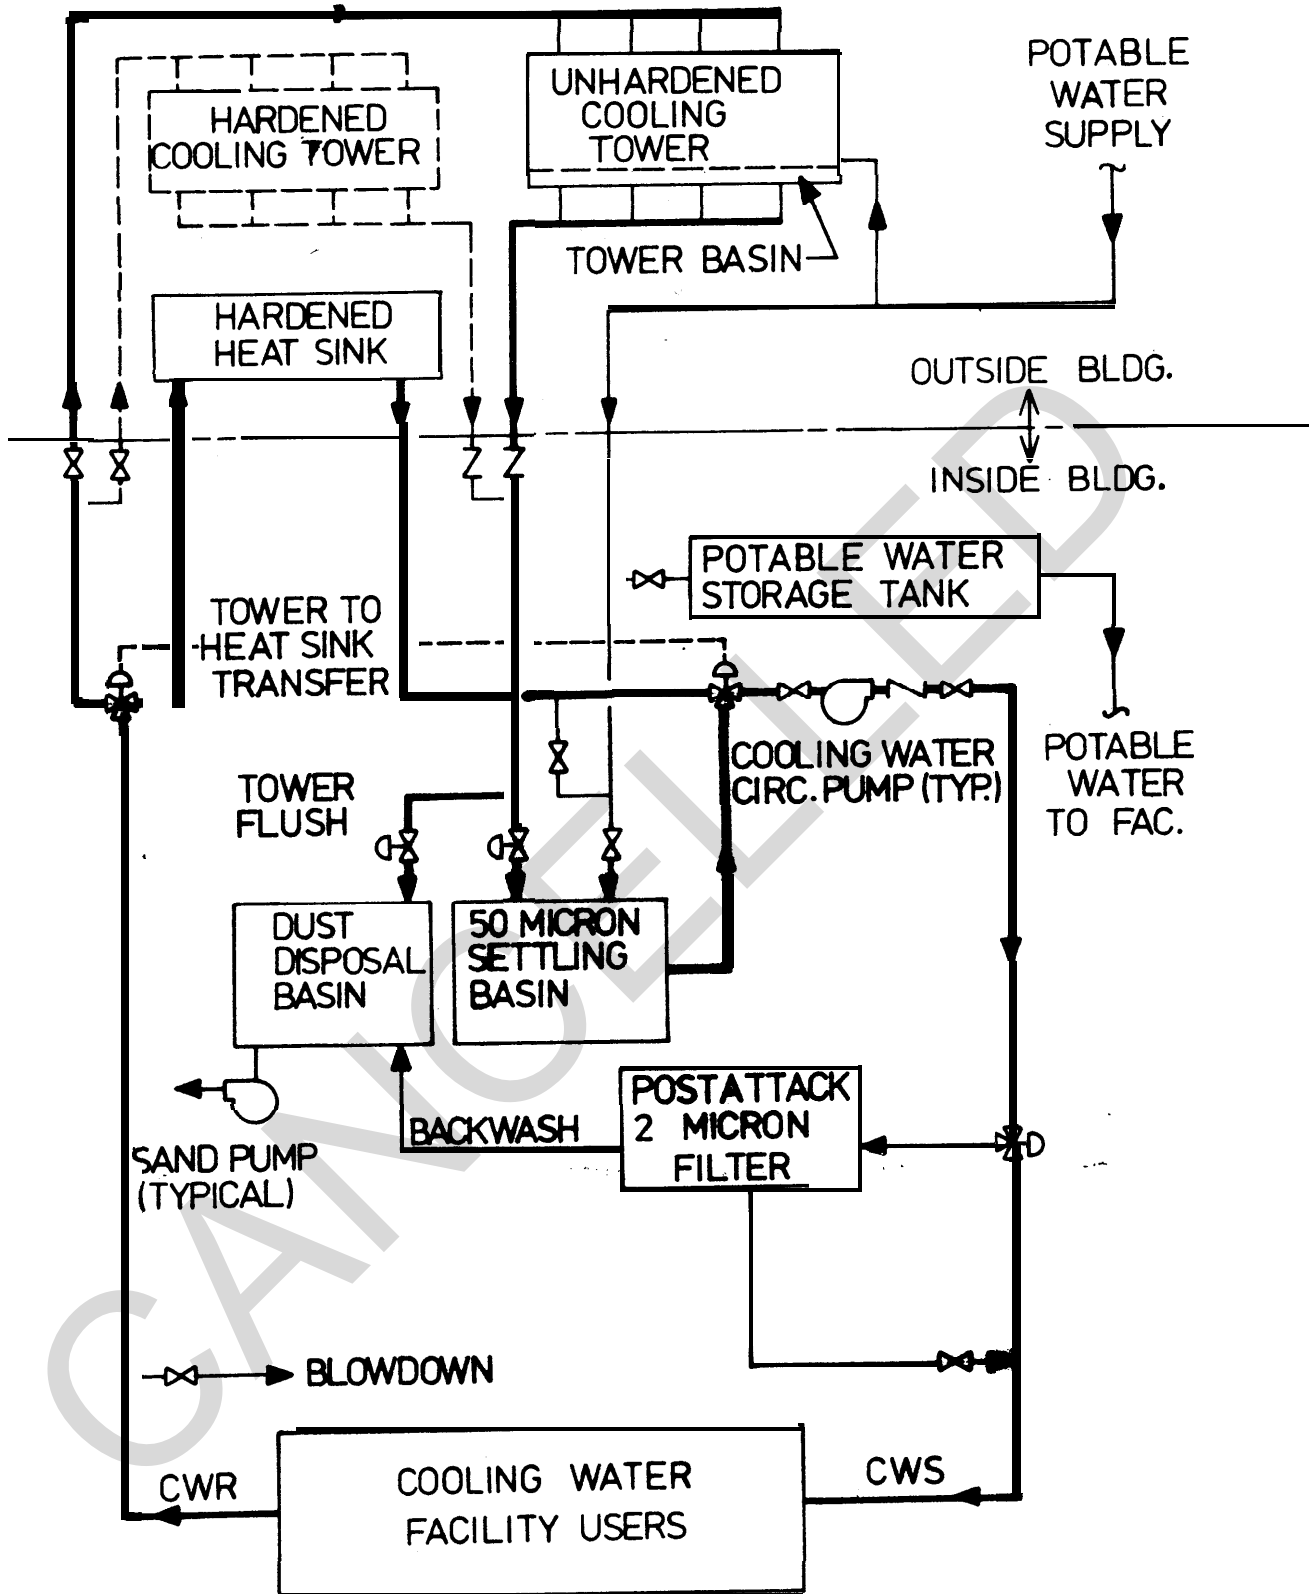 UNHARDENED
COOLING
TOWER
POTABLE
WATER
SUPPLY
HARDENED
COOLING TOWER
TOWER BASIN
HARDENED
HEAT SINK
OUTSIDE BLDG.
INSIDE BLDG.
POTABLE WATER
STORAGE TANK
TOWER TO
HEAT SINK
TRANSFER
COOLING WATER
CIRC. PUMP (TYP.)
POTABLE
WATER
TO FAC.
TOWER
FLUSH
DUST
DISPOSAL
BASIN
50 MICRON
SETTLING
BASIN
POSTATTACK
2 MICRON
FILTER
BACKWASH
SAND PUMP
(TYPICAL)
BLOWDOWN
CWR
COOLING WATER
FACILITY USERS
CWS
CANCELLED